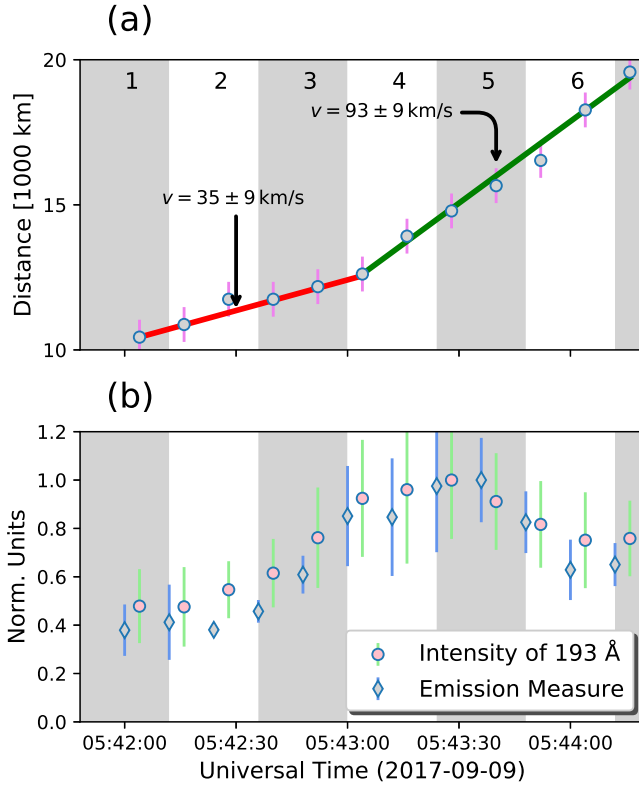 (a)
20
15
10
Distance [1000 km]
1 2 3 4 5 6
v = 93 ± 9 km/s
v = 35 ± 9 km/s
(b)
1.2
1.0
0.8
0.6
0.4
0.2
0.0
Norm. Units
Intensity of 193 Å
Emission Measure
05:42:00 05:42:30 05:43:00 05:43:30 05:44:00
Universal Time (2017-09-09)